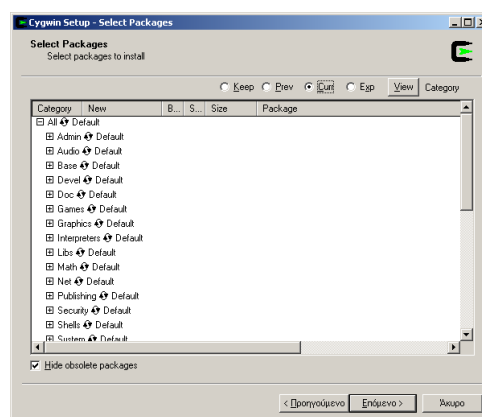 Cygwin Setup - Select Packages
Select Packages
Select packages to install
Keep Prev Curr Exp View Category
Category New B... S... Size Package
All Default
Admin Default
Audio Default
Base Default
Devel Default
Doc Default
Games Default
Graphics Default
Interpreters Default
Libs Default
Math Default
Net Default
Publishing Default
Security Default
Shells Default
System Default
Hide obsolete packages
< Προηγούμενο Επόμενο > Άκυρο